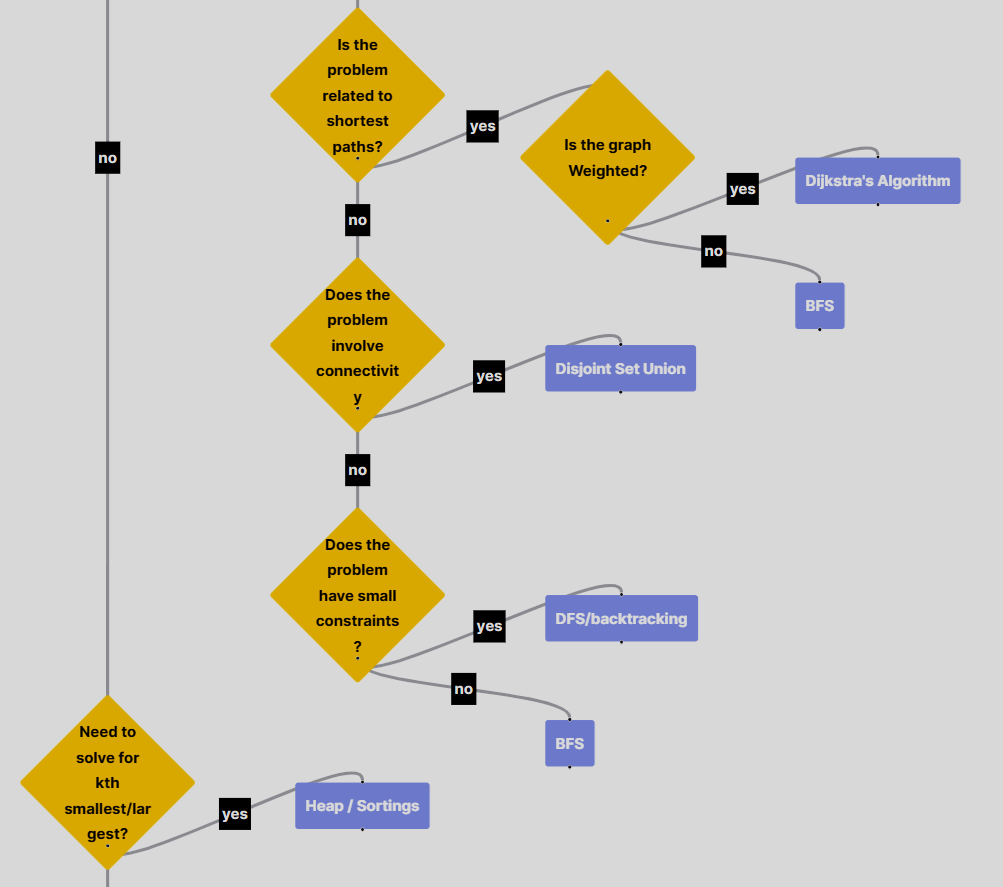 Is the
problem
related to
shortest
paths?
yes
Is the graph
Weighted?
yes
Dijkstra's Algorithm
no
BFS
no
no
Does the
problem
involve
connectivit
y
yes
Disjoint Set Union
no
Does the
problem
have small
constraints
?
yes
DFS/backtracking
no
BFS
Need to
solve for
kth
smallest/lar
gest?
yes
Heap / Sortings